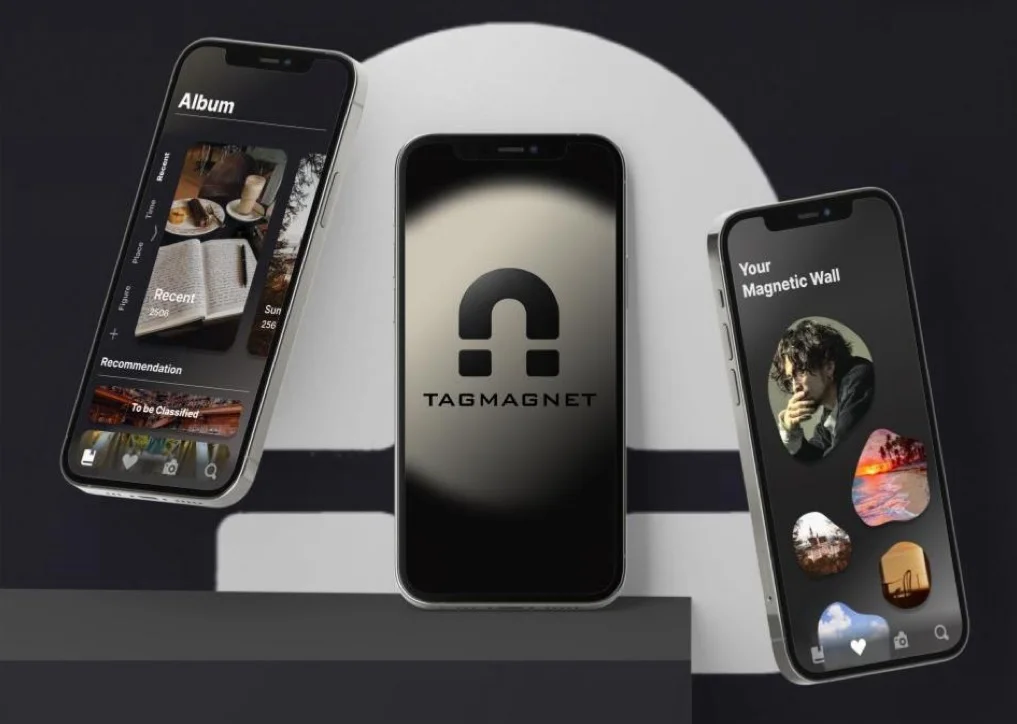 Album
Recent
Time
Place
Figure
Recent
2506
Sun
256
Recommendation
To be Classified
TAGMAGNET
Your
Magnetic Wall